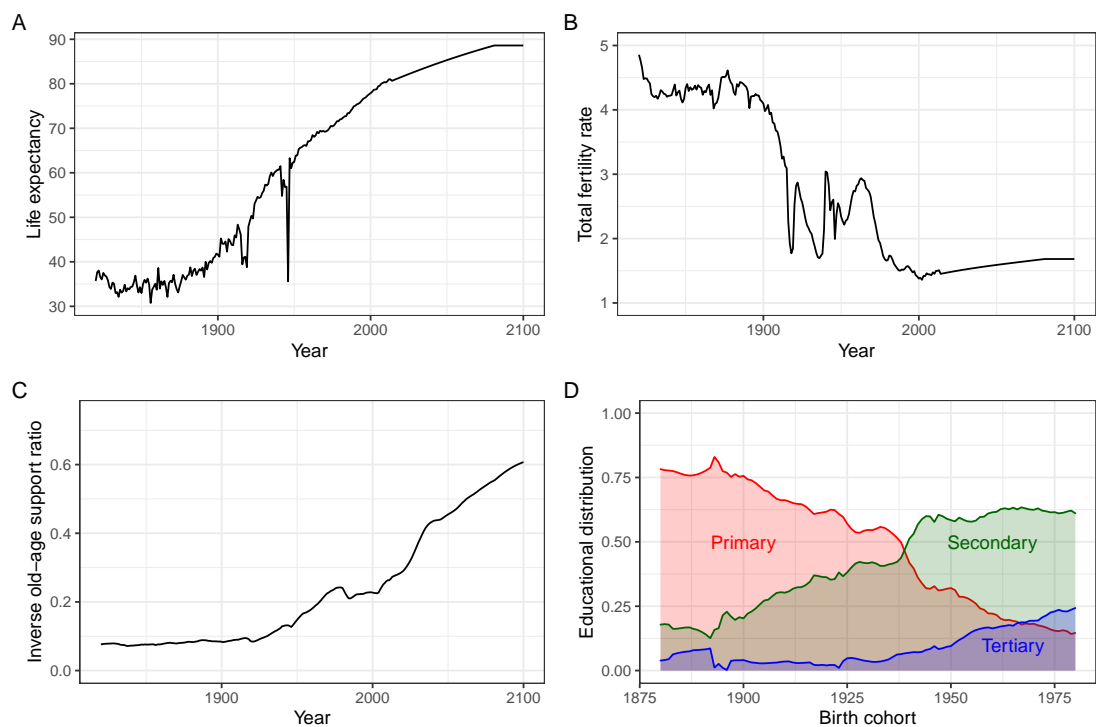 A
90
80
70
60
50
40
30
Life expectancy
1900
2000
2100
Year
B
5
4
3
2
1
Total fertility rate
1900
2000
2100
Year
C
0.6
0.4
0.2
0.0
Inverse old−age support ratio
1900
2000
2100
Year
D
1.00
0.75
0.50
0.25
0.00
Educational distribution
Primary
Secondary
Tertiary
1875
1900
1925
1950
1975
Birth cohort